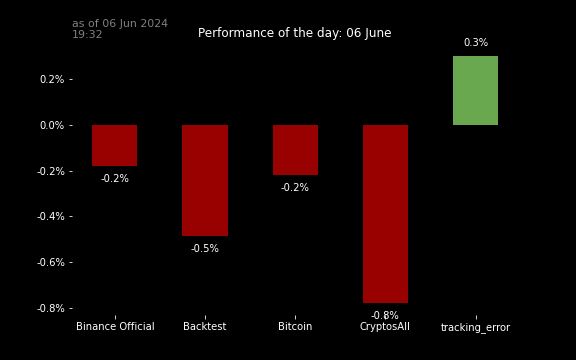 as of 06 Jun 2024
19:32
Performance of the day: 06 June
0.3%
0.2%
0.0%
-0.2%
-0.4%
-0.6%
-0.8%
-0.2%
-0.5%
-0.2%
-0.8%
Binance Official
Backtest
Bitcoin
CryptosAll
tracking_error